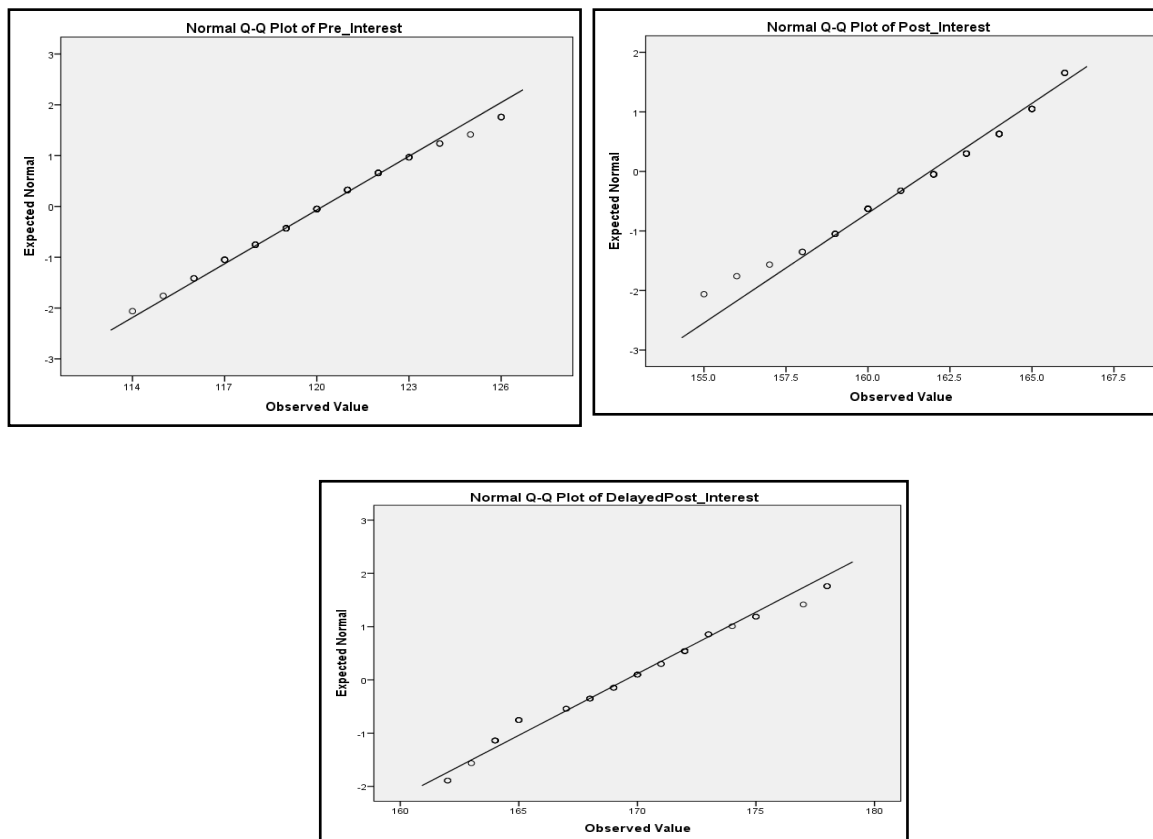 Normal Q-Q Plot of Pre_Interest
3
2
1
0
-1
-2
-3
Expected Normal
114 117 120 123 126
Observed Value
Normal Q-Q Plot of Post_Interest
2
1
0
-1
-2
-3
Expected Normal
155.0 157.5 160.0 162.5 165.0 167.5
Observed Value
Normal Q-Q Plot of DelayedPost_Interest
3
2
1
0
-1
-2
Expected Normal
160 165 170 175 180
Observed Value